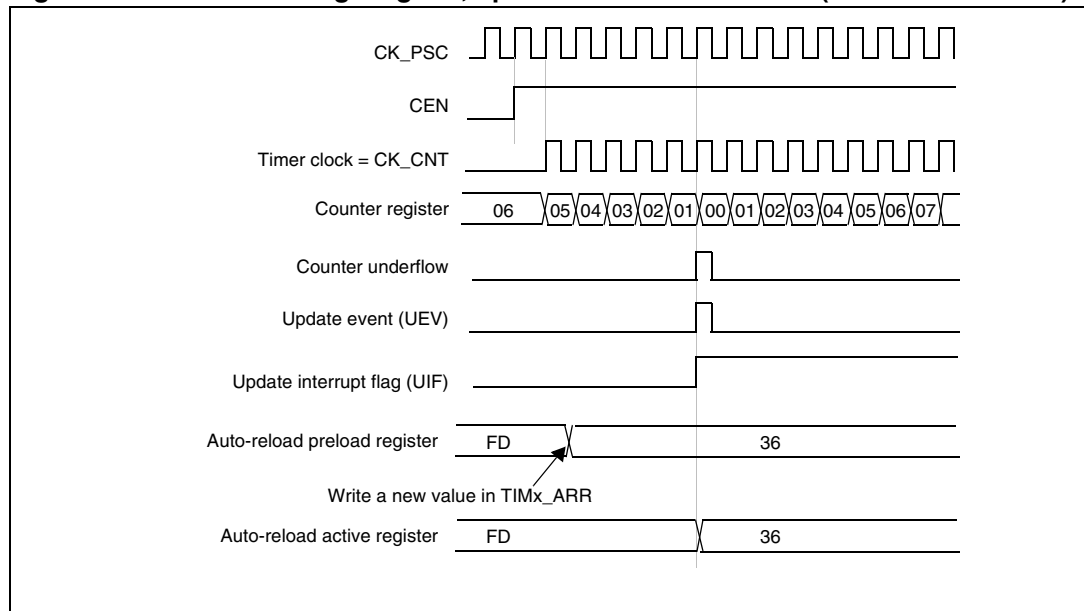 CK_PSC
CEN
Timer clock = CK_CNT
Counter register 06 05 04 03 02 01 00 01 02 03 04 05 06 07
Counter underflow
Update event (UEV)
Update interrupt flag (UIF)
Auto-reload preload register FD 36
Write a new value in TIMx_ARR
Auto-reload active register FD 36